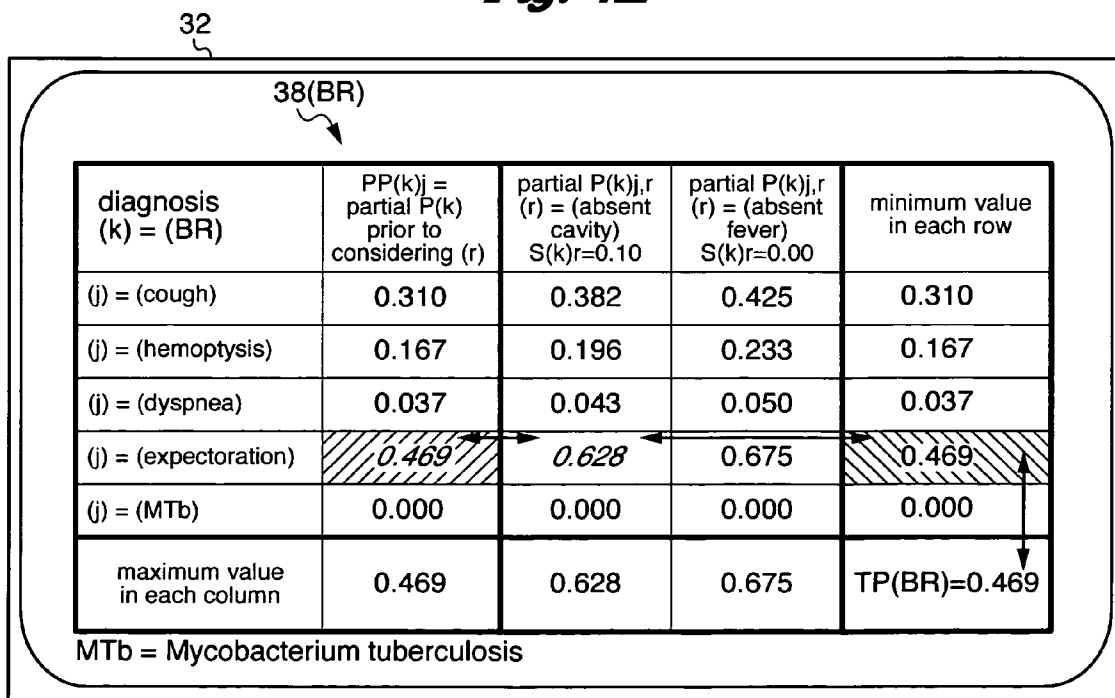 32
38(BR)
diagnosis
(k) = (BR)
PP(k)j =
partial P(k)
prior to
considering (r)
partial P(k)j,r
(r) = (absent
cavity)
S(k)r=0.10
partial P(k)j,r
(r) = (absent
fever)
S(k)r=0.00
minimum value
in each row
(j) = (cough) 0.310 0.382 0.425 0.310
(j) = (hemoptysis) 0.167 0.196 0.233 0.167
(j) = (dyspnea) 0.037 0.043 0.050 0.037
(j) = (expectoration) 0.469 0.628 0.675 0.469
(j) = (MTb) 0.000 0.000 0.000 0.000
maximum value
in each column
0.469 0.628 0.675 TP(BR)=0.469
MTb = Mycobacterium tuberculosis